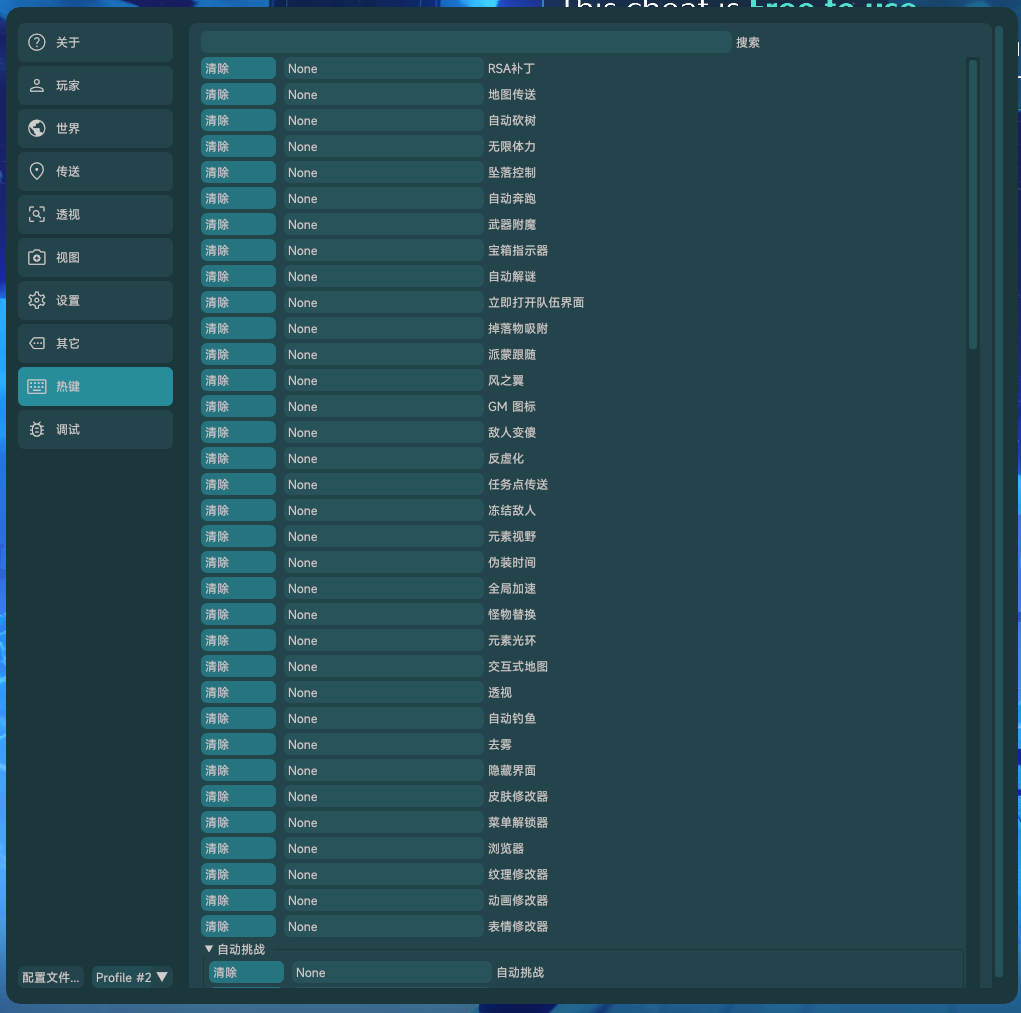 This cheat is Free to use
关于
玩家
世界
传送
透视
视图
设置
其它
热键
调试
配置文件...
Profile #2
搜索
清除 None RSA补丁
清除 None 地图传送
清除 None 自动砍树
清除 None 无限体力
清除 None 坠落控制
清除 None 自动奔跑
清除 None 武器附魔
清除 None 宝箱指示器
清除 None 自动解谜
清除 None 立即打开队伍界面
清除 None 掉落物吸附
清除 None 派蒙跟随
清除 None 风之翼
清除 None GM 图标
清除 None 敌人变傻
清除 None 反虚化
清除 None 任务点传送
清除 None 冻结敌人
清除 None 元素视野
清除 None 伪装时间
清除 None 全局加速
清除 None 怪物替换
清除 None 元素光环
清除 None 交互式地图
清除 None 透视
清除 None 自动钓鱼
清除 None 去雾
清除 None 隐藏界面
清除 None 皮肤修改器
清除 None 菜单解锁器
清除 None 浏览器
清除 None 纹理修改器
清除 None 动画修改器
清除 None 表情修改器
自动挑战
清除 None 自动挑战